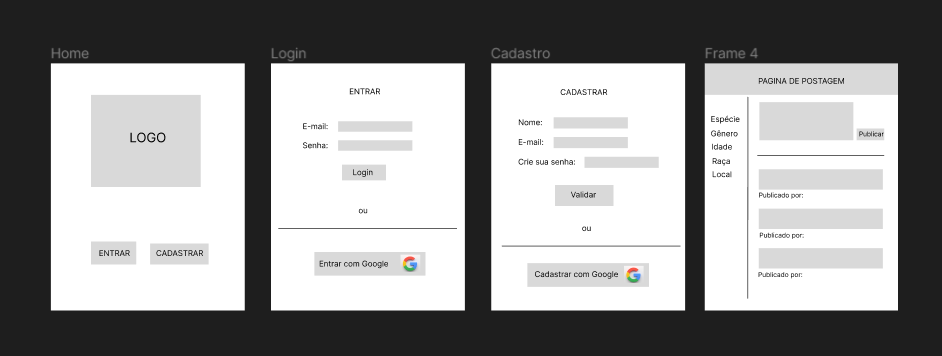 Home
LOGO
ENTRAR
CADASTRAR
Login
ENTRAR
E-mail:
Senha:
Login
ou
Entrar com Google
Cadastro
CADASTRAR
Nome:
E-mail:
Crie sua senha:
Validar
ou
Cadastrar com Google
Frame 4
PAGINA DE POSTAGEM
Espécie
Gênero
Idade
Raça
Local
Publicar
Publicado por:
Publicado por:
Publicado por: